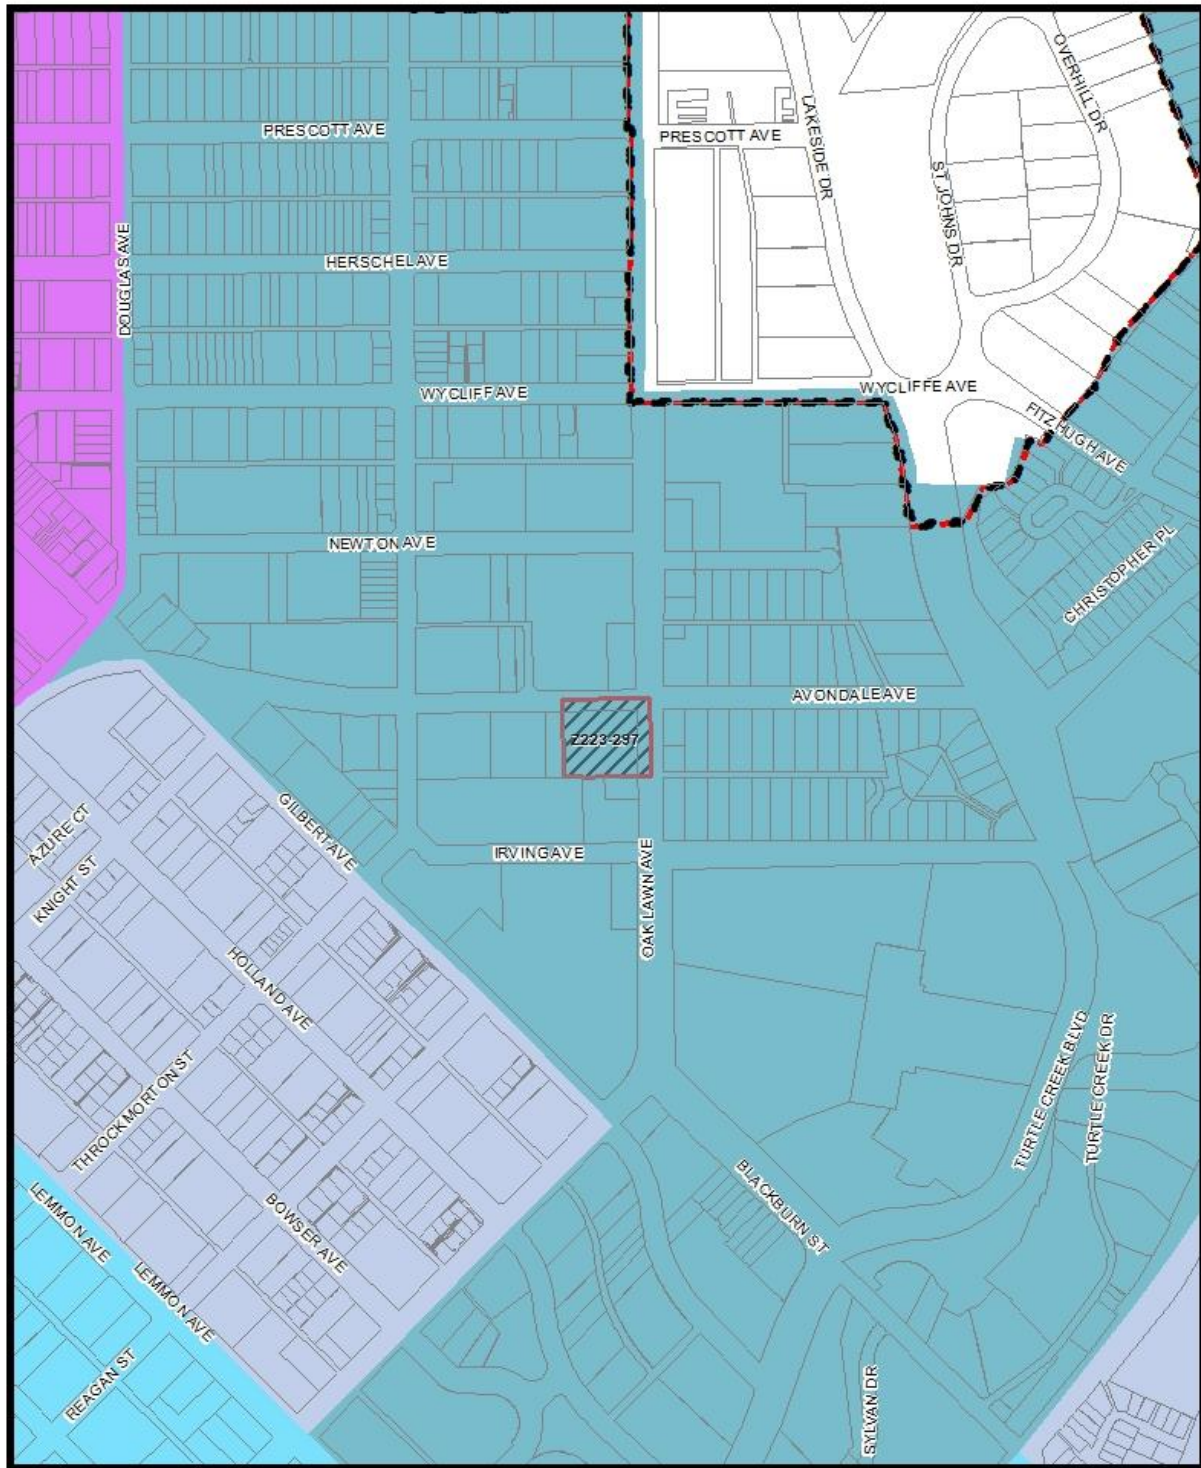 OVERHILL DR
PRESCOTT AVE
PRESCOTT AVE
LAKESIDE DR
ST JOHNS DR
DOUGLAS AVE
HERSCHEL AVE
WYCLIFF AVE
WYCLIFFE AVE
FITZHUGH AVE
NEWTON AVE
CHRISTOPHER PL
AVONDALE AVE
Z223-297
GILBERT AVE
AZURE CT
KNIGHT ST
IRVING AVE
OAK LAWN AVE
HOLLAND AVE
THROCKMORTON ST
TURTLE CREEK BLVD
TURTLE CREEK DR
BLACKBURN ST
LEMMON AVE
BOWSER AVE
LEMMON AVE
REAGAN ST
SYLVAN DR